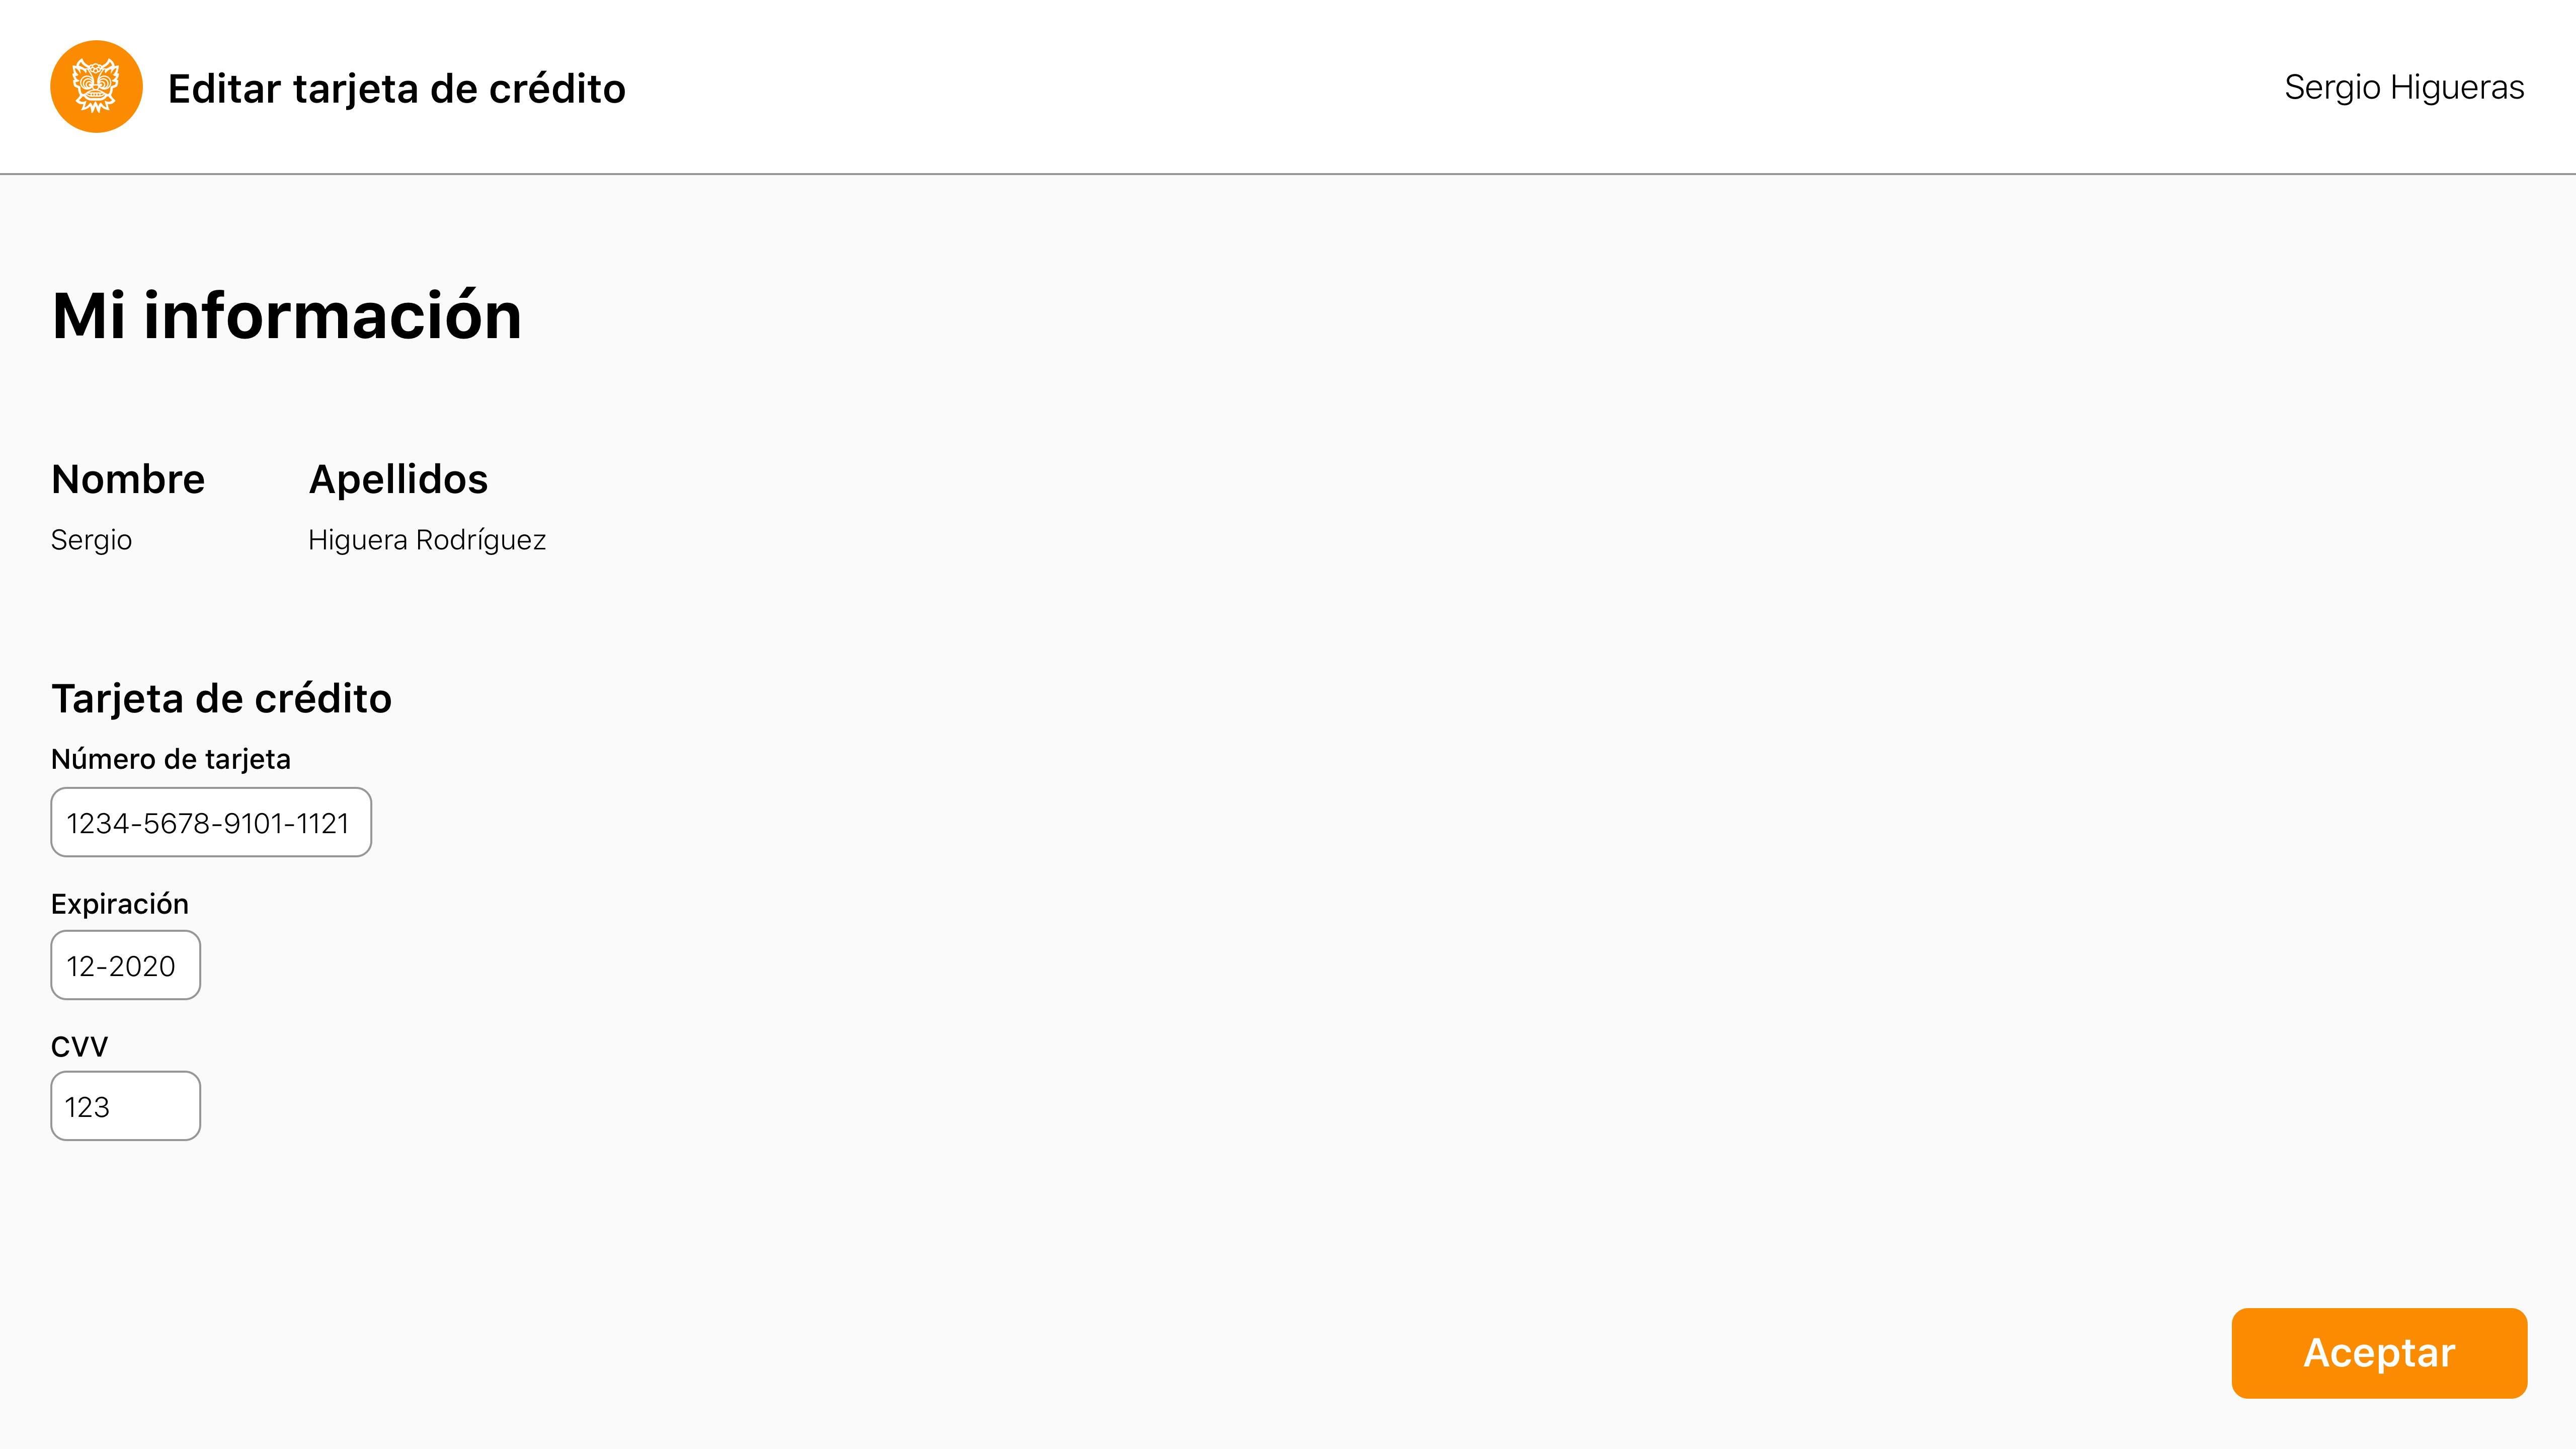 Editar tarjeta de crédito
Sergio Higueras
Mi información
Nombre
Apellidos
Sergio
Higuera Rodríguez
Tarjeta de crédito
Número de tarjeta
1234-5678-9101-1121
Expiración
12-2020
CVV
123
Aceptar